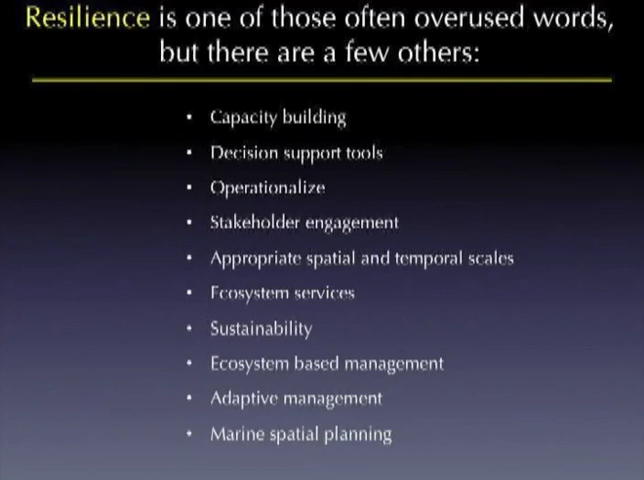 Resilience is one of those often overused words,
but there are a few others:
• Capacity building
• Decision support tools
• Operationalize
• Stakeholder engagement
• Appropriate spatial and temporal scales
• Ecosystem services
• Sustainability
• Ecosystem based management
• Adaptive management
• Marine spatial planning